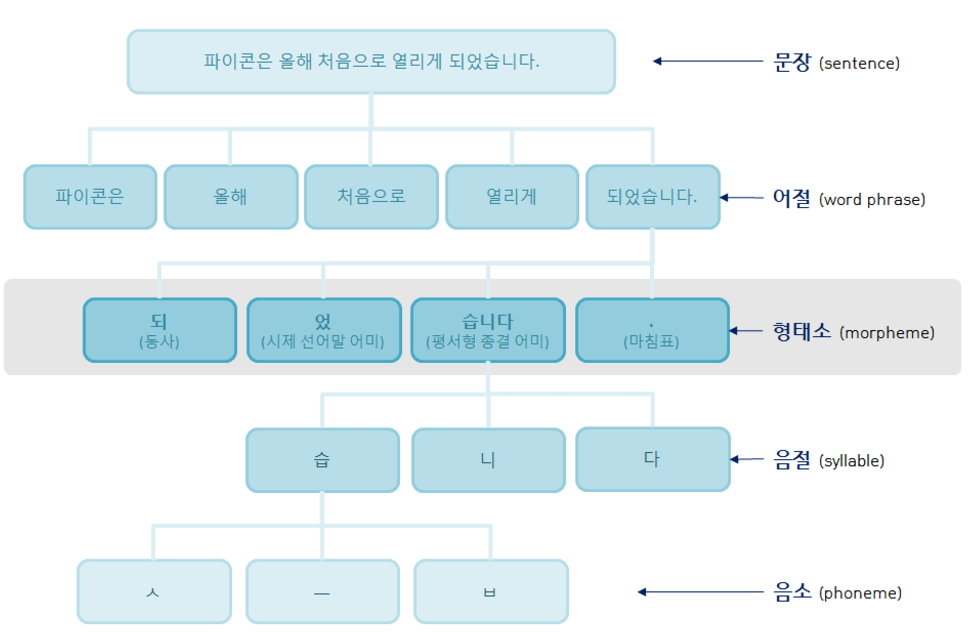 파이콘은 올해 처음으로 열리게 되었습니다.
문장 (sentence)
파이콘은
올해
처음으로
열리게
되었습니다.
어절 (word phrase)
되
(동사)
었
(시제 선어말 어미)
습니다
(평서형 종결 어미)
.
(마침표)
형태소 (morpheme)
습
니
다
음절 (syllable)
ㅅ
ㅡ
ㅂ
음소 (phoneme)